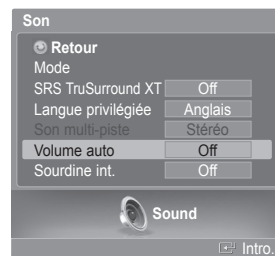 Son
Retour
Mode
SRS TruSurround XT Off
Langue privilégiée Anglais
Son multi-piste Stéréo
Volume auto Off
Sourdine int. Off
Sound
Intro.